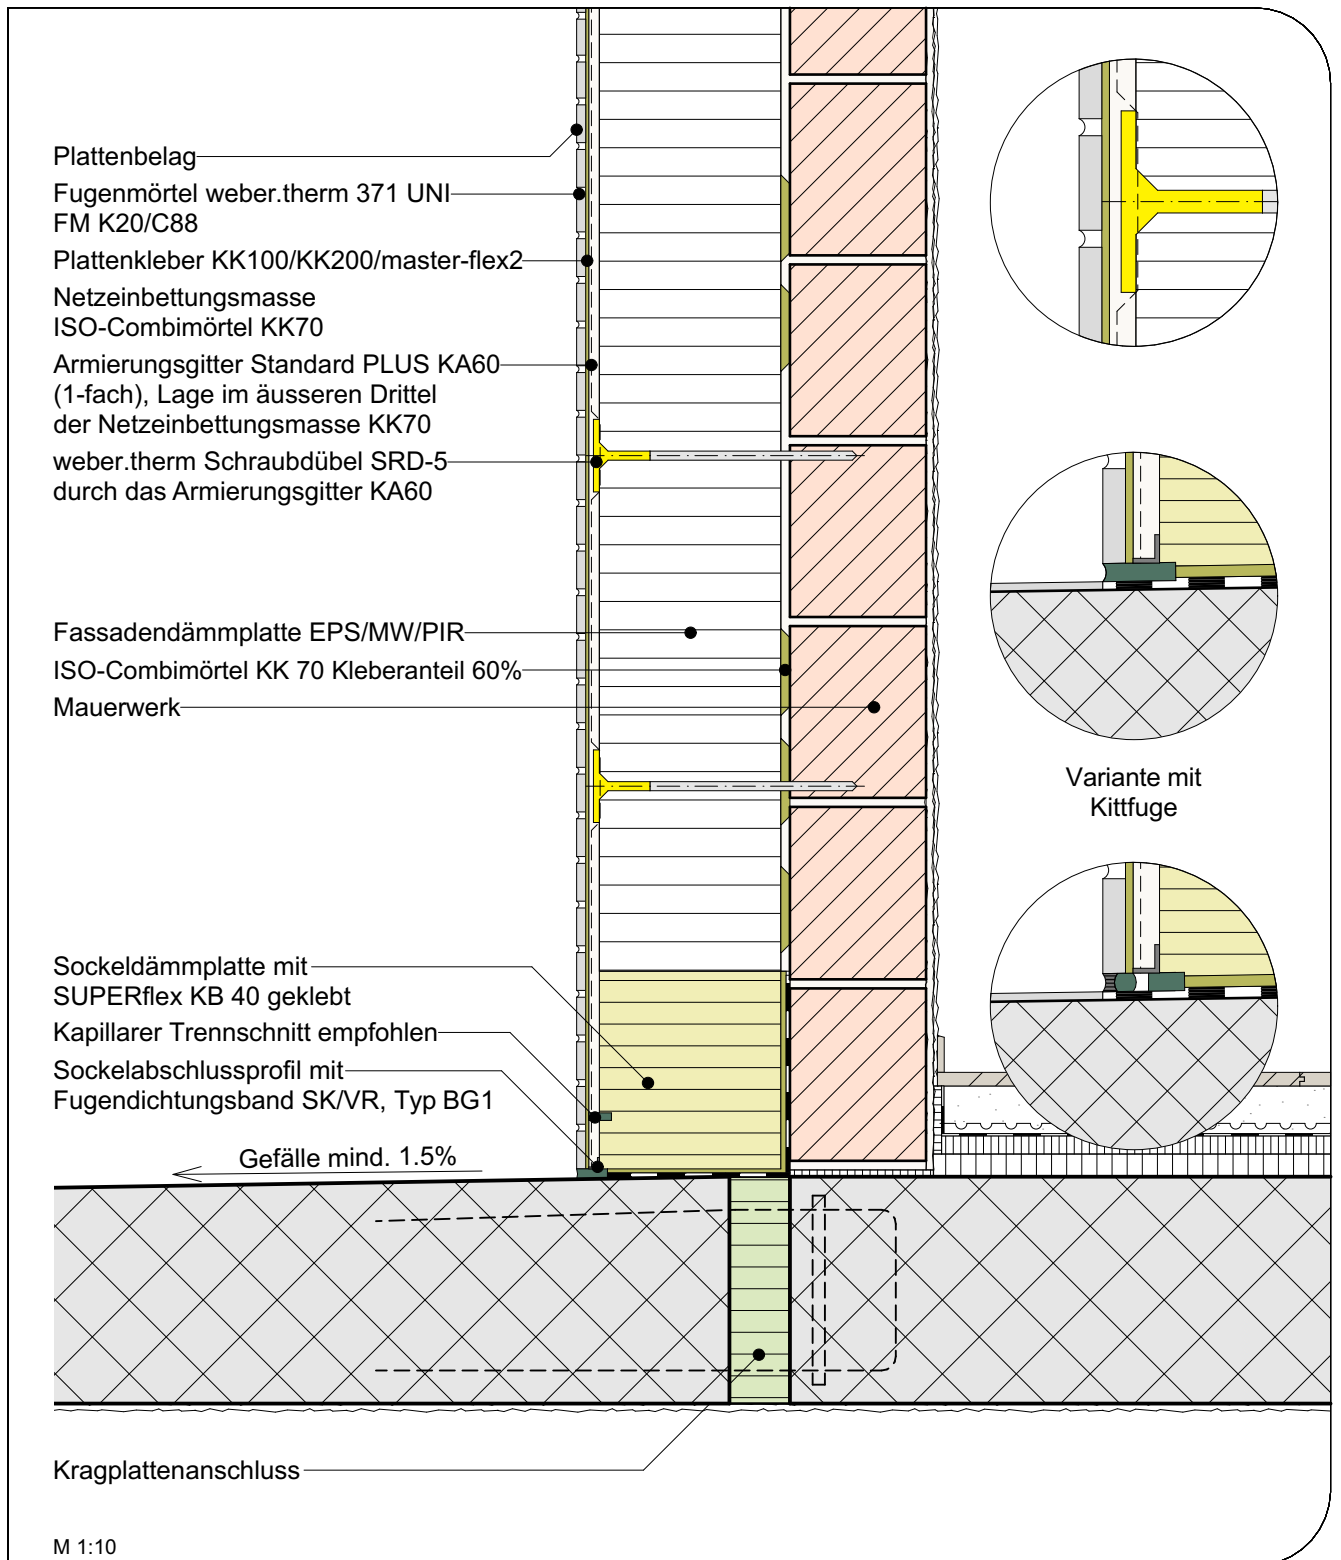 Plattenbelag
Fugenmörtel weber.therm 371 UNI
FM K20/C88
Plattenkleber KK100/KK200/master-flex2
Netzeinbettungsmasse
ISO-Combimörtel KK70
Armierungsgitter Standard PLUS KA60
(1-fach), Lage im äusseren Drittel
der Netzeinbettungsmasse KK70
weber.therm Schraubdübel SRD-5
durch das Armierungsgitter KA60
Fassadendämmplatte EPS/MW/PIR
ISO-Combimörtel KK 70 Kleberanteil 60%
Mauerwerk
Variante mit
Kittfuge
Sockeldämmplatte mit
SUPERflex KB 40 geklebt
Kapillarer Trennschnitt empfohlen
Sockelabschlussprofil mit
Fugendichtungsband SK/VR, Typ BG1
Gefälle mind. 1.5%
Kragplattenanschluss
M 1:10